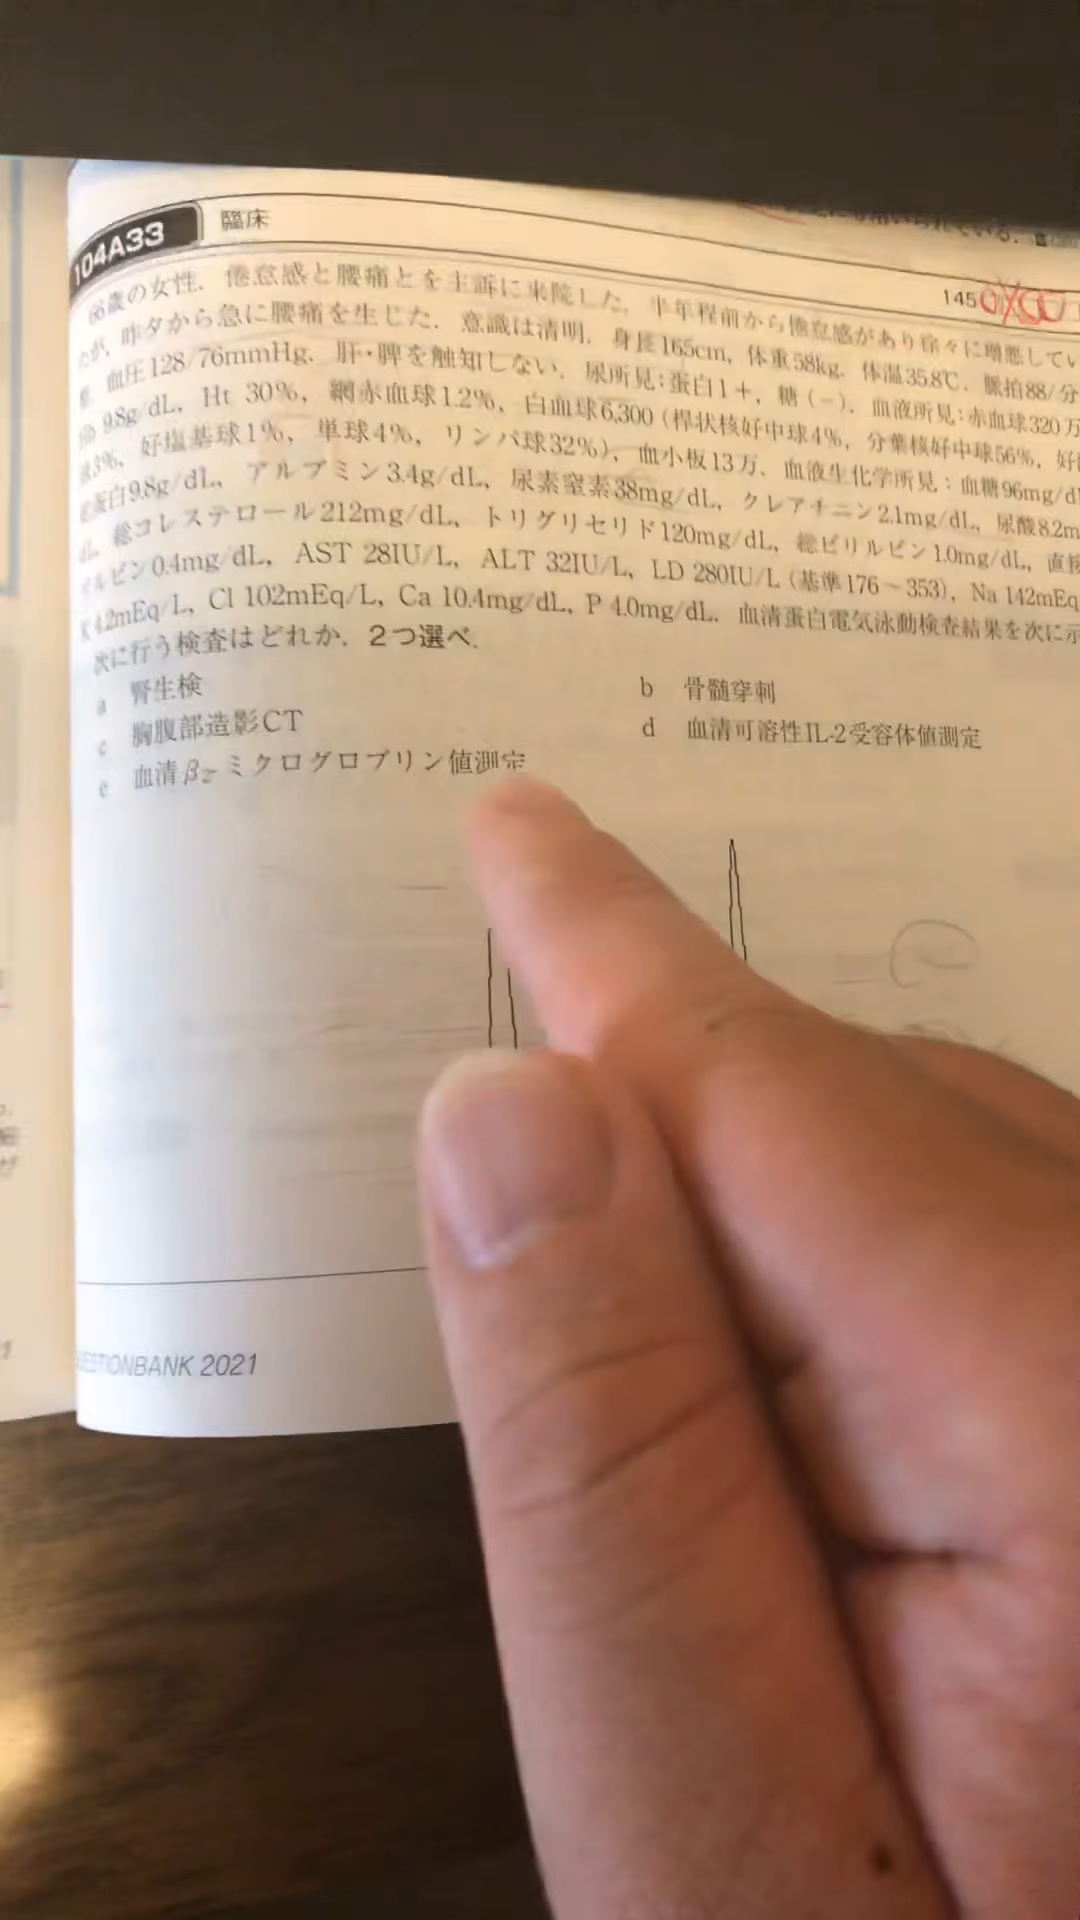 104A33 臨床
145
66歳の女性．倦怠感と腰痛とを主訴に来院した．半年程前から倦怠感があり徐々に増悪してい
たが，昨夕から急に腰痛を生じた．意識は清明．身長165cm，体重58kg．体温35.8℃．脈拍88/分
血圧128/76mmHg．肝・脾を触知しない．尿所見：蛋白1＋，糖（−）．血液所見：赤血球320万
Hb 9.8g/dL，Ht 30%，網赤血球1.2%，白血球6,300（桿状核好中球4%，分葉核好中球56%，好
球3%，好塩基球1%，単球4%，リンパ球32%），血小板13万．血液生化学所見：血糖96mg/d
蛋白9.8g/dL，アルブミン3.4g/dL，尿素窒素38mg/dL，クレアチニン2.1mg/dL，尿酸8.2m
dL，総コレステロール212mg/dL，トリグリセリド120mg/dL，総ビリルビン1.0mg/dL，直接
ビリルビン0.4mg/dL，AST 28IU/L，ALT 32IU/L，LD 280IU/L（基準176～353），Na 142mEq
K 4.2mEq/L，Cl 102mEq/L，Ca 10.4mg/dL，P 4.0mg/dL．血清蛋白電気泳動検査結果を次に示
次に行う検査はどれか．2つ選べ．
a 腎生検
b 骨髄穿刺
c 胸腹部造影CT
d 血清可溶性IL-2受容体値測定
e 血清β2-ミクログロブリン値測定
QUESTIONBANK 2021